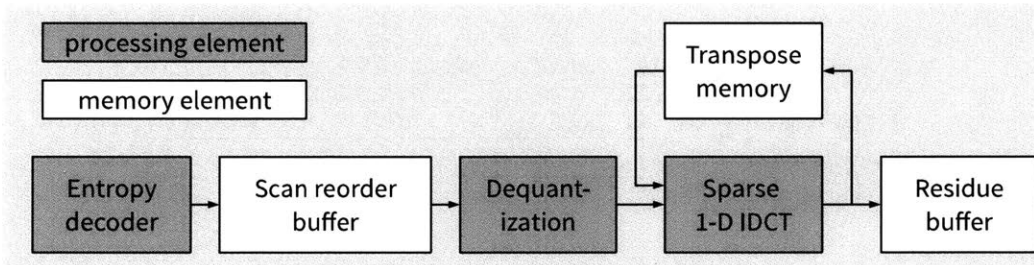 processing element
memory element
Transpose
memory
Entropy
decoder
Scan reorder
buffer
Dequant-
ization
Sparse
1-D IDCT
Residue
buffer